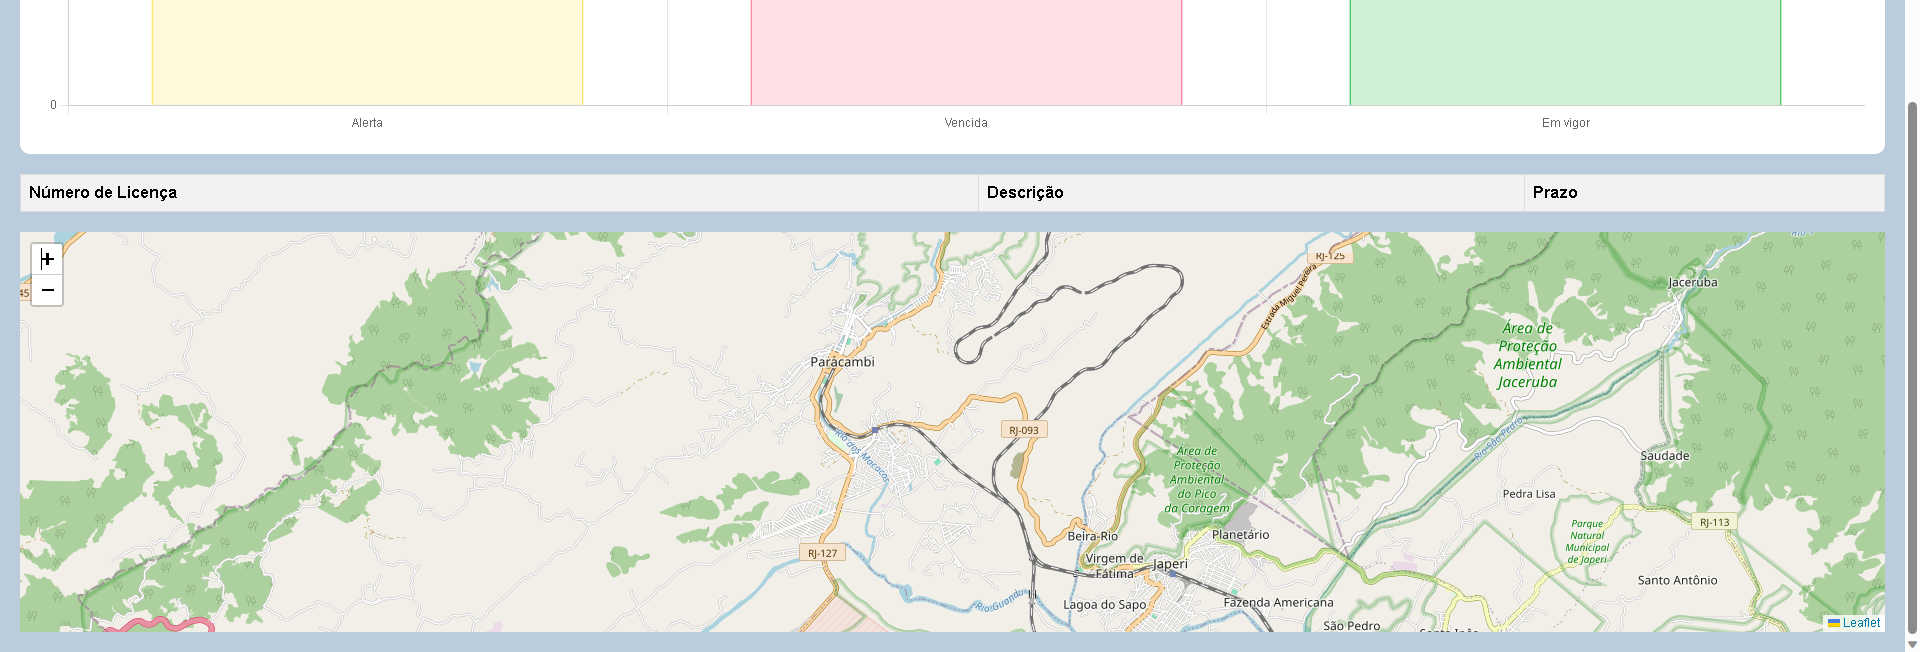 0
Alerta
Vencida
Em vigor
Número de Licença
Descrição
Prazo
+
−
45
RJ-125
Estrada Miguel Pereira
Jaceruba
Área de
Proteção
Ambiental
Jaceruba
Paracambi
RJ-093
Rio dos Macacos
Rio São Pedro
Saudade
Área de
Proteção
Ambiental
do Pico
da Coragem
Pedra Lisa
RJ-113
Parque
Natural
Municipal
de Japeri
Planetário
Beira-Rio
RJ-127
Virgem de
Fátima
Japeri
Santo Antônio
Rio Guandu
Lagoa do Sapo
Fazenda Americana
São Pedro
Leaflet